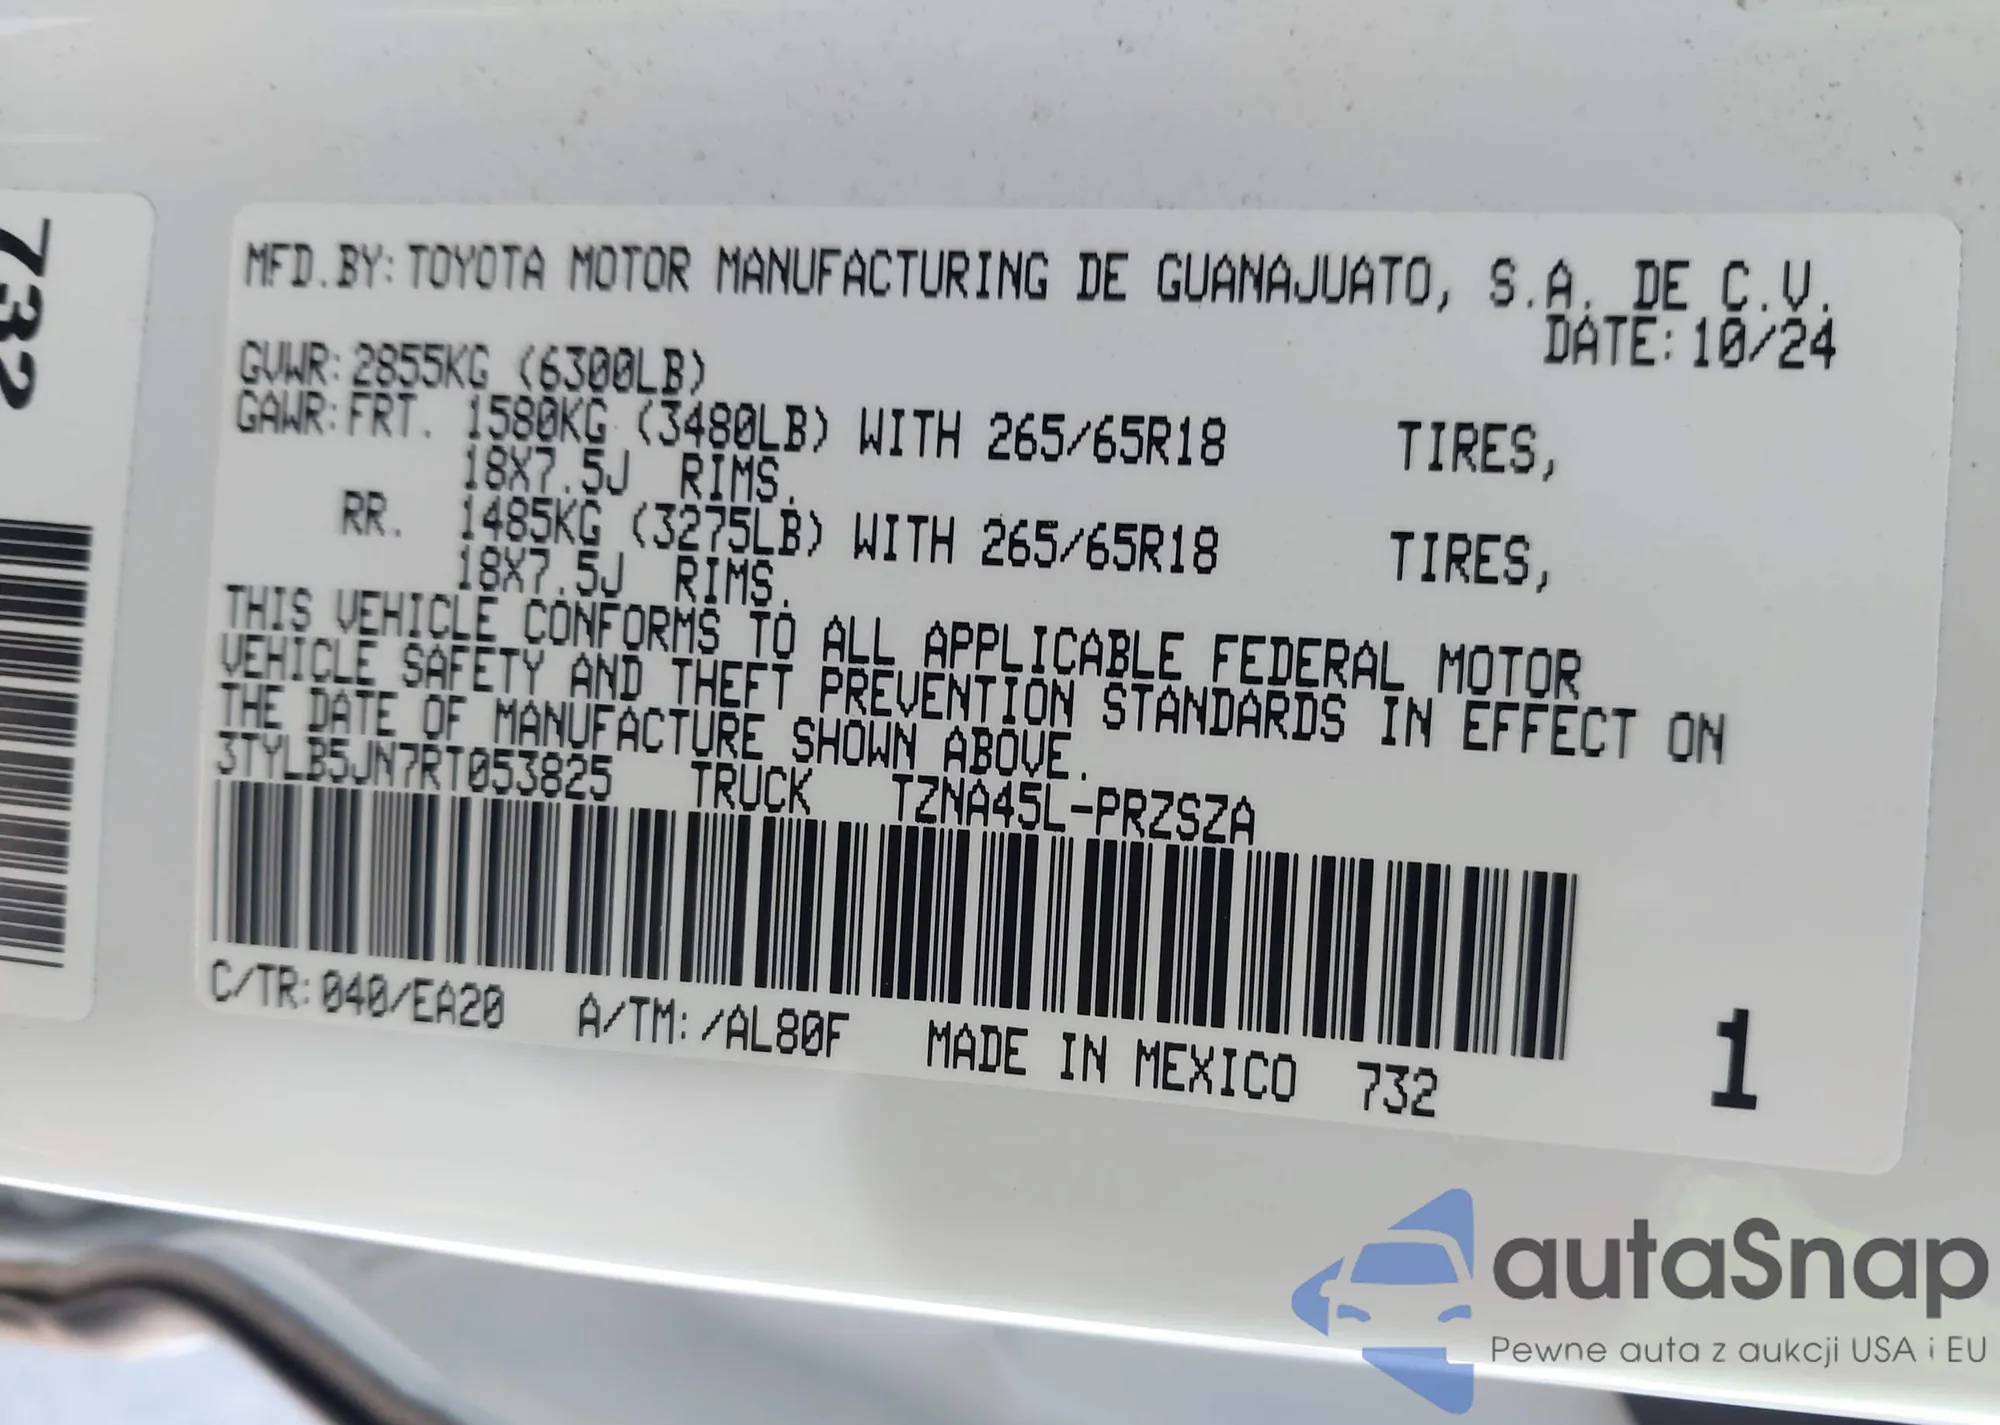 732
MFD.BY: TOYOTA MOTOR MANUFACTURING DE GUANAJUATO, S.A. DE C.V.
DATE: 10/24
GVWR: 2855KG (6300LB)
GAWR: FRT. 1580KG (3480LB) WITH 265/65R18 TIRES,
18X7.5J RIMS.
RR. 1485KG (3275LB) WITH 265/65R18 TIRES,
18X7.5J RIMS.
THIS VEHICLE CONFORMS TO ALL APPLICABLE FEDERAL MOTOR
VEHICLE SAFETY AND THEFT PREVENTION STANDARDS IN EFFECT ON
THE DATE OF MANUFACTURE SHOWN ABOVE.
3TYLB5JN7RT053825 TRUCK TZNA45L-PRZSZA
C/TR: 040/EA20 A/TM: /AL80F MADE IN MEXICO 732
1
autaSnap
Pewne auta z aukcji USA i EU